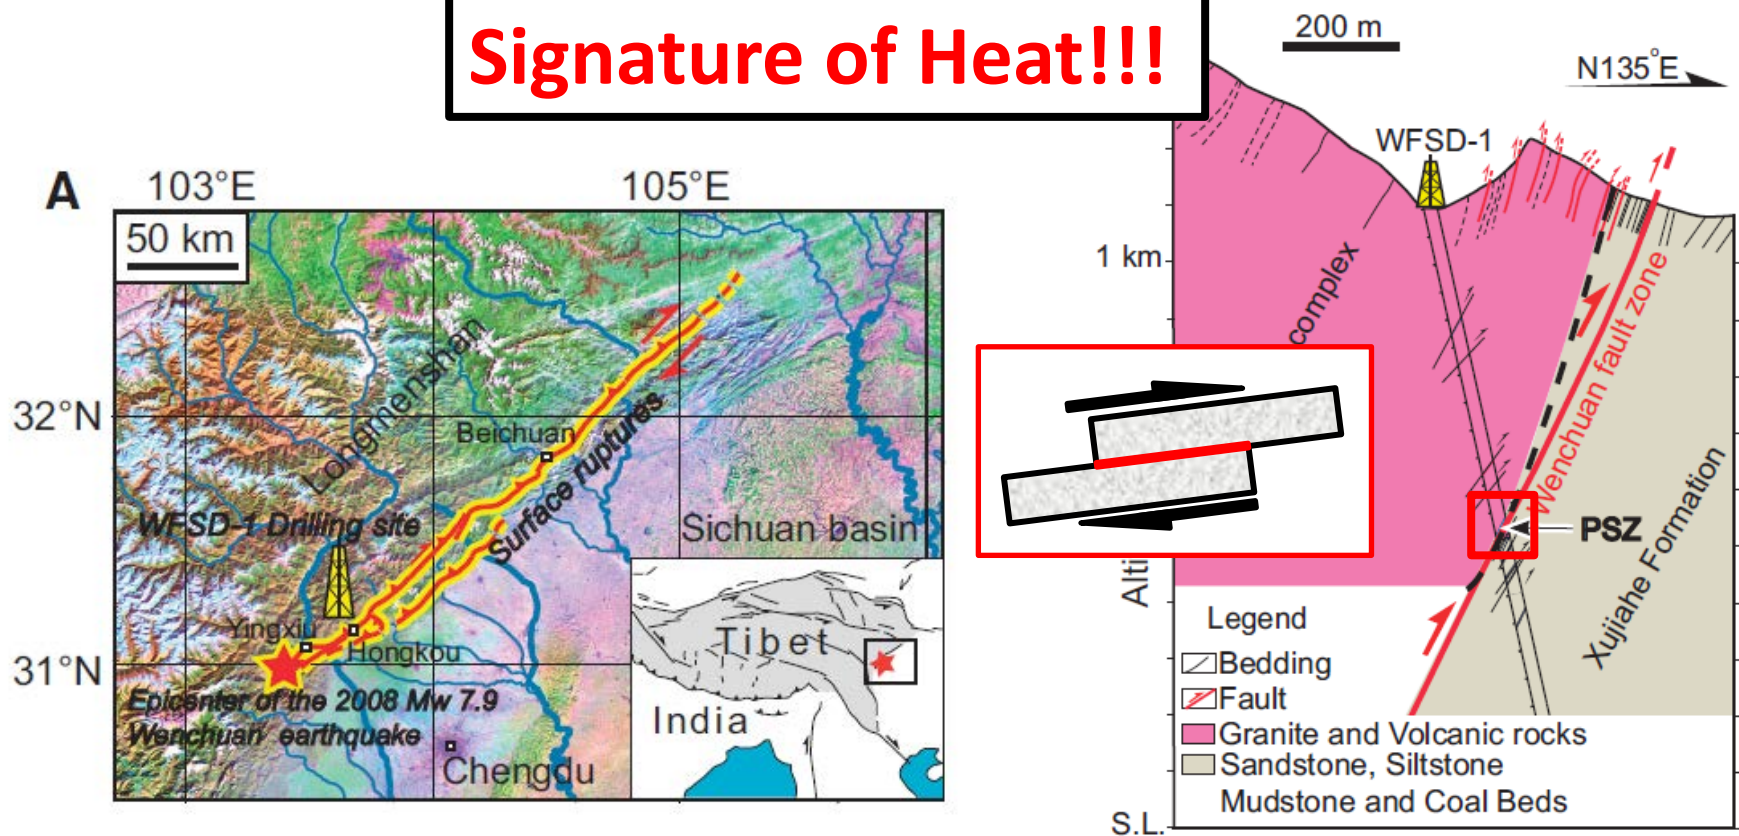 Signature of Heat!!!
A
103°E
105°E
50 km
32°N
31°N
Longmenshan
Beichuan
Surface ruptures
WFSD-1 Drilling site
Sichuan basin
Yingxiu
Hongkou
Epicenter of the 2008 Mw 7.9
Wenchuan earthquake
Chengdu
Tibet
India
200 m
N135°E
WFSD-1
1 km
complex
Wenchuan fault zone
PSZ
Xujiahe Formation
Alti
Legend
Bedding
Fault
Granite and Volcanic rocks
Sandstone, Siltstone
Mudstone and Coal Beds
S.L.